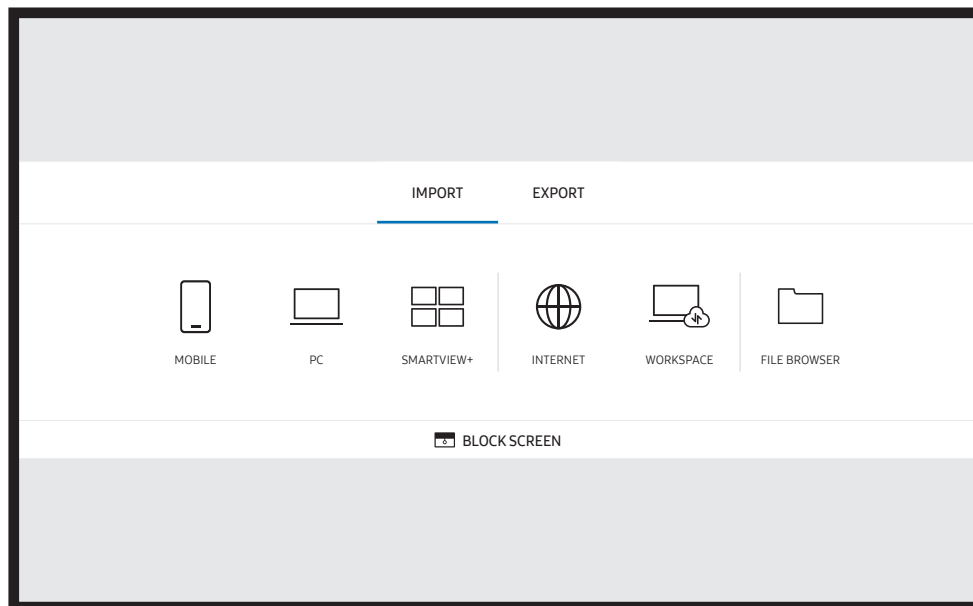 IMPORT EXPORT
MOBILE PC SMARTVIEW+ INTERNET WORKSPACE FILE BROWSER
BLOCK SCREEN